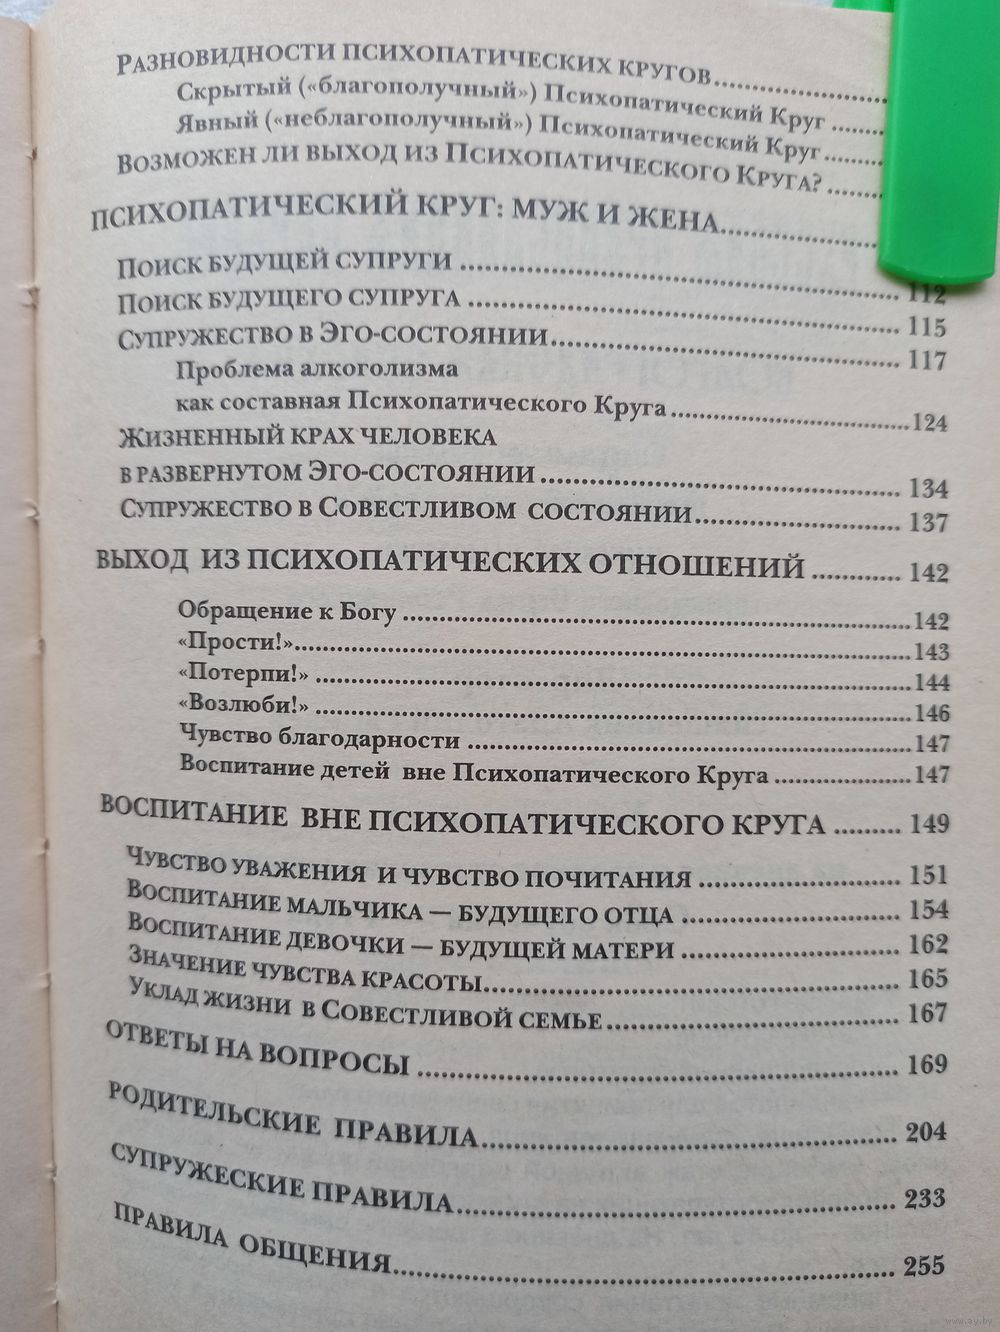 Разновидности психопатических кругов
Скрытый («благополучный») Психопатический Круг
Явный («неблагополучный») Психопатический Круг
Возможен ли выход из Психопатического Круга?
ПСИХОПАТИЧЕСКИЙ КРУГ: МУЖ И ЖЕНА
Поиск будущей супруги 112
Поиск будущего супруга 115
Супружество в Эго-состоянии 117
Проблема алкоголизма
как составная Психопатического Круга 124
Жизненный крах человека
в развернутом Эго-состоянии 134
Супружество в Совестливом состоянии 137
ВЫХОД ИЗ ПСИХОПАТИЧЕСКИХ ОТНОШЕНИЙ 142
Обращение к Богу 142
«Прости!» 143
«Потерпи!» 144
«Возлюби!» 146
Чувство благодарности 147
Воспитание детей вне Психопатического Круга 147
ВОСПИТАНИЕ ВНЕ ПСИХОПАТИЧЕСКОГО КРУГА 149
Чувство уважения и чувство почитания 151
Воспитание мальчика — будущего отца 154
Воспитание девочки — будущей матери 162
Значение чувства красоты 165
Уклад жизни в Совестливой семье 167
ОТВЕТЫ НА ВОПРОСЫ 169
РОДИТЕЛЬСКИЕ ПРАВИЛА 204
СУПРУЖЕСКИЕ ПРАВИЛА 233
ПРАВИЛА ОБЩЕНИЯ 255
www.ay.by